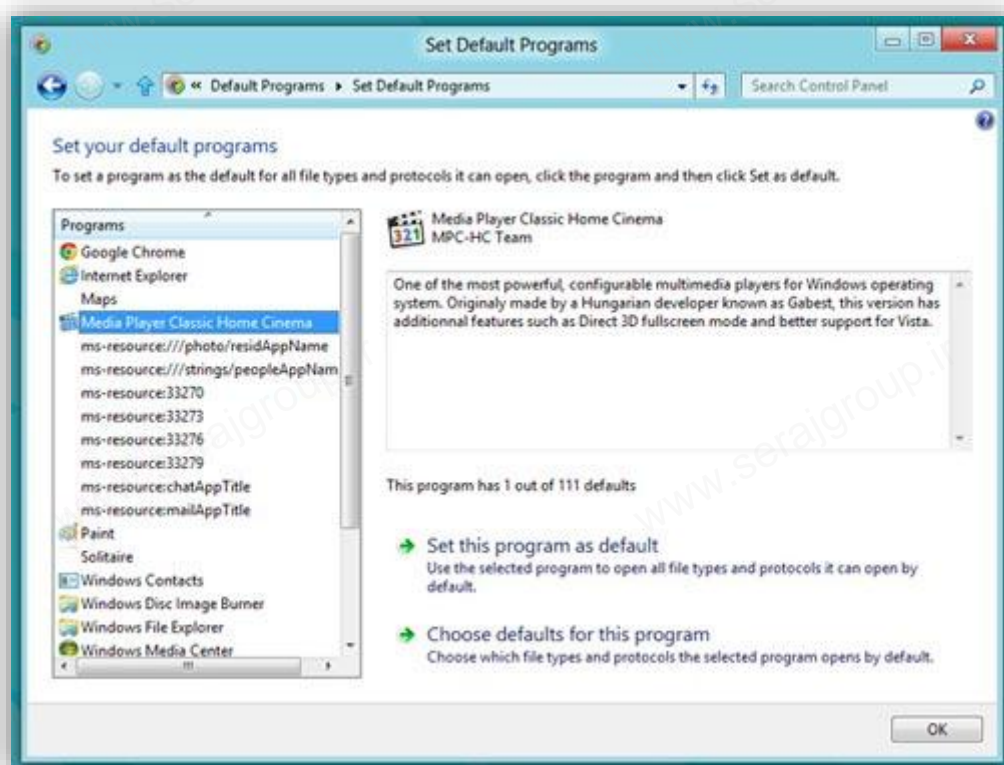 Set Default Programs
« Default Programs ▸ Set Default Programs
Search Control Panel
Set your default programs
To set a program as the default for all file types and protocols it can open, click the program and then click Set as default.
Programs
Google Chrome
Internet Explorer
Maps
Media Player Classic Home Cinema
ms-resource:///photo/residAppName
ms-resource:///strings/peopleAppNam
ms-resource:33270
ms-resource:33273
ms-resource:33276
ms-resource:33279
ms-resource:chatAppTitle
ms-resource:mailAppTitle
Paint
Solitaire
Windows Contacts
Windows Disc Image Burner
Windows File Explorer
Windows Media Center
321
Media Player Classic Home Cinema
MPC-HC Team
One of the most powerful, configurable multimedia players for Windows operating
system. Originaly made by a Hungarian developer known as Gabest, this version has
additionnal features such as Direct 3D fullscreen mode and better support for Vista.
This program has 1 out of 111 defaults
Set this program as default
Use the selected program to open all file types and protocols it can open by
default.
Choose defaults for this program
Choose which file types and protocols the selected program opens by default.
OK
www.serajgroup.ir